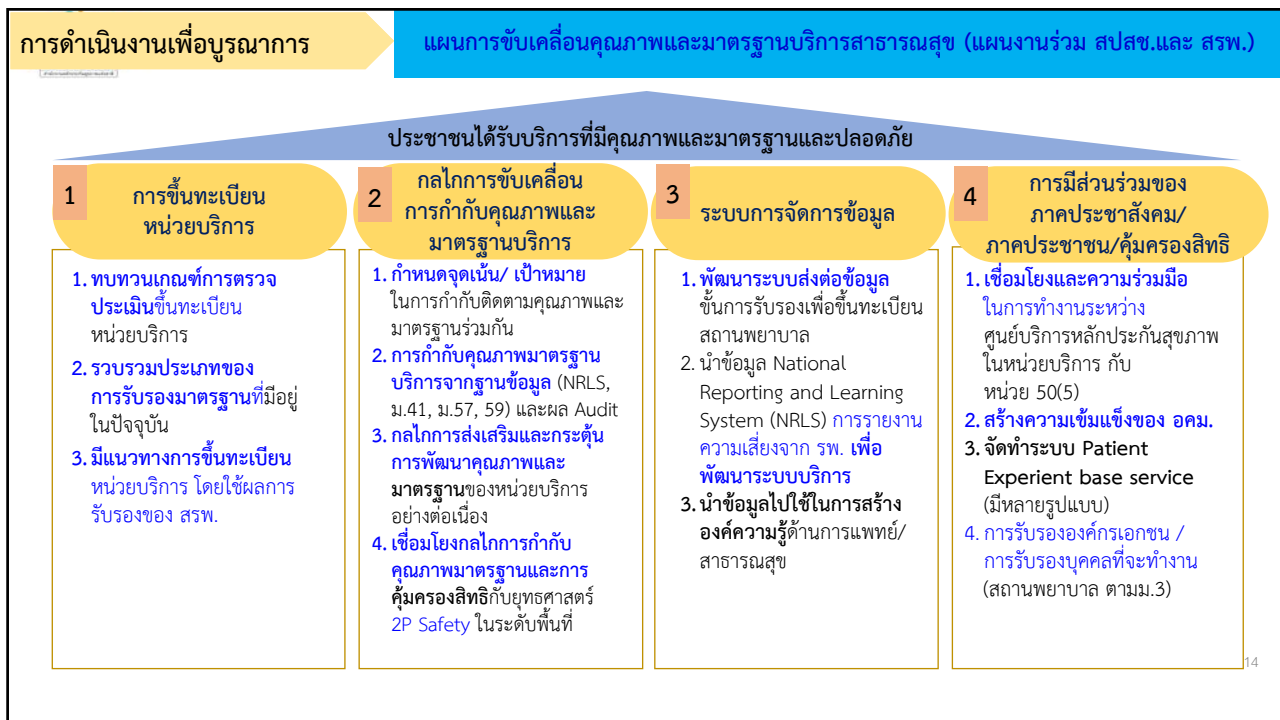 การดำเนินงานเพื่อบูรณาการ
แผนการขับเคลื่อนคุณภาพและมาตรฐานบริการสาธารณสุข (แผนงานร่วม สปสช.และ สรพ.)
ประชาชนได้รับบริการที่มีคุณภาพและมาตรฐานและปลอดภัย
1
การขึ้นทะเบียน
หน่วยบริการ
1. ทบทวนเกณฑ์การตรวจ
ประเมินขึ้นทะเบียน
หน่วยบริการ
2. รวบรวมประเภทของ
การรับรองมาตรฐานที่มีอยู่
ในปัจจุบัน
3. มีแนวทางการขึ้นทะเบียน
หน่วยบริการ โดยใช้ผลการ
รับรองของ สรพ.
2
กลไกการขับเคลื่อน
การกำกับคุณภาพและ
มาตรฐานบริการ
1. กำหนดจุดเน้น/ เป้าหมาย
ในการกำกับติดตามคุณภาพและ
มาตรฐานร่วมกัน
2. การกำกับคุณภาพมาตรฐาน
บริการจากฐานข้อมูล (NRLS,
ม.41, ม.57, 59) และผล Audit
3. กลไกการส่งเสริมและกระตุ้น
การพัฒนาคุณภาพและ
มาตรฐานของหน่วยบริการ
อย่างต่อเนื่อง
4. เชื่อมโยงกลไกการกำกับ
คุณภาพมาตรฐานและการ
คุ้มครองสิทธิกับยุทธศาสตร์
2P Safety ในระดับพื้นที่
3
ระบบการจัดการข้อมูล
1. พัฒนาระบบส่งต่อข้อมูล
ขั้นการรับรองเพื่อขึ้นทะเบียน
สถานพยาบาล
2. นำข้อมูล National
Reporting and Learning
System (NRLS) การรายงาน
ความเสี่ยงจาก รพ. เพื่อ
พัฒนาระบบบริการ
3. นำข้อมูลไปใช้ในการสร้าง
องค์ความรู้ด้านการแพทย์/
สาธารณสุข
4
การมีส่วนร่วมของ
ภาคประชาสังคม/
ภาคประชาชน/คุ้มครองสิทธิ
1. เชื่อมโยงและความร่วมมือ
ในการทำงานระหว่าง
ศูนย์บริการหลักประกันสุขภาพ
ในหน่วยบริการ กับ
หน่วย 50(5)
2. สร้างความเข้มแข็งของ อคม.
3. จัดทำระบบ Patient
Experient base service
(มีหลายรูปแบบ)
4. การรับรององค์กรเอกชน /
การรับรองบุคคลที่จะทำงาน
(สถานพยาบาล ตามม.3)
14